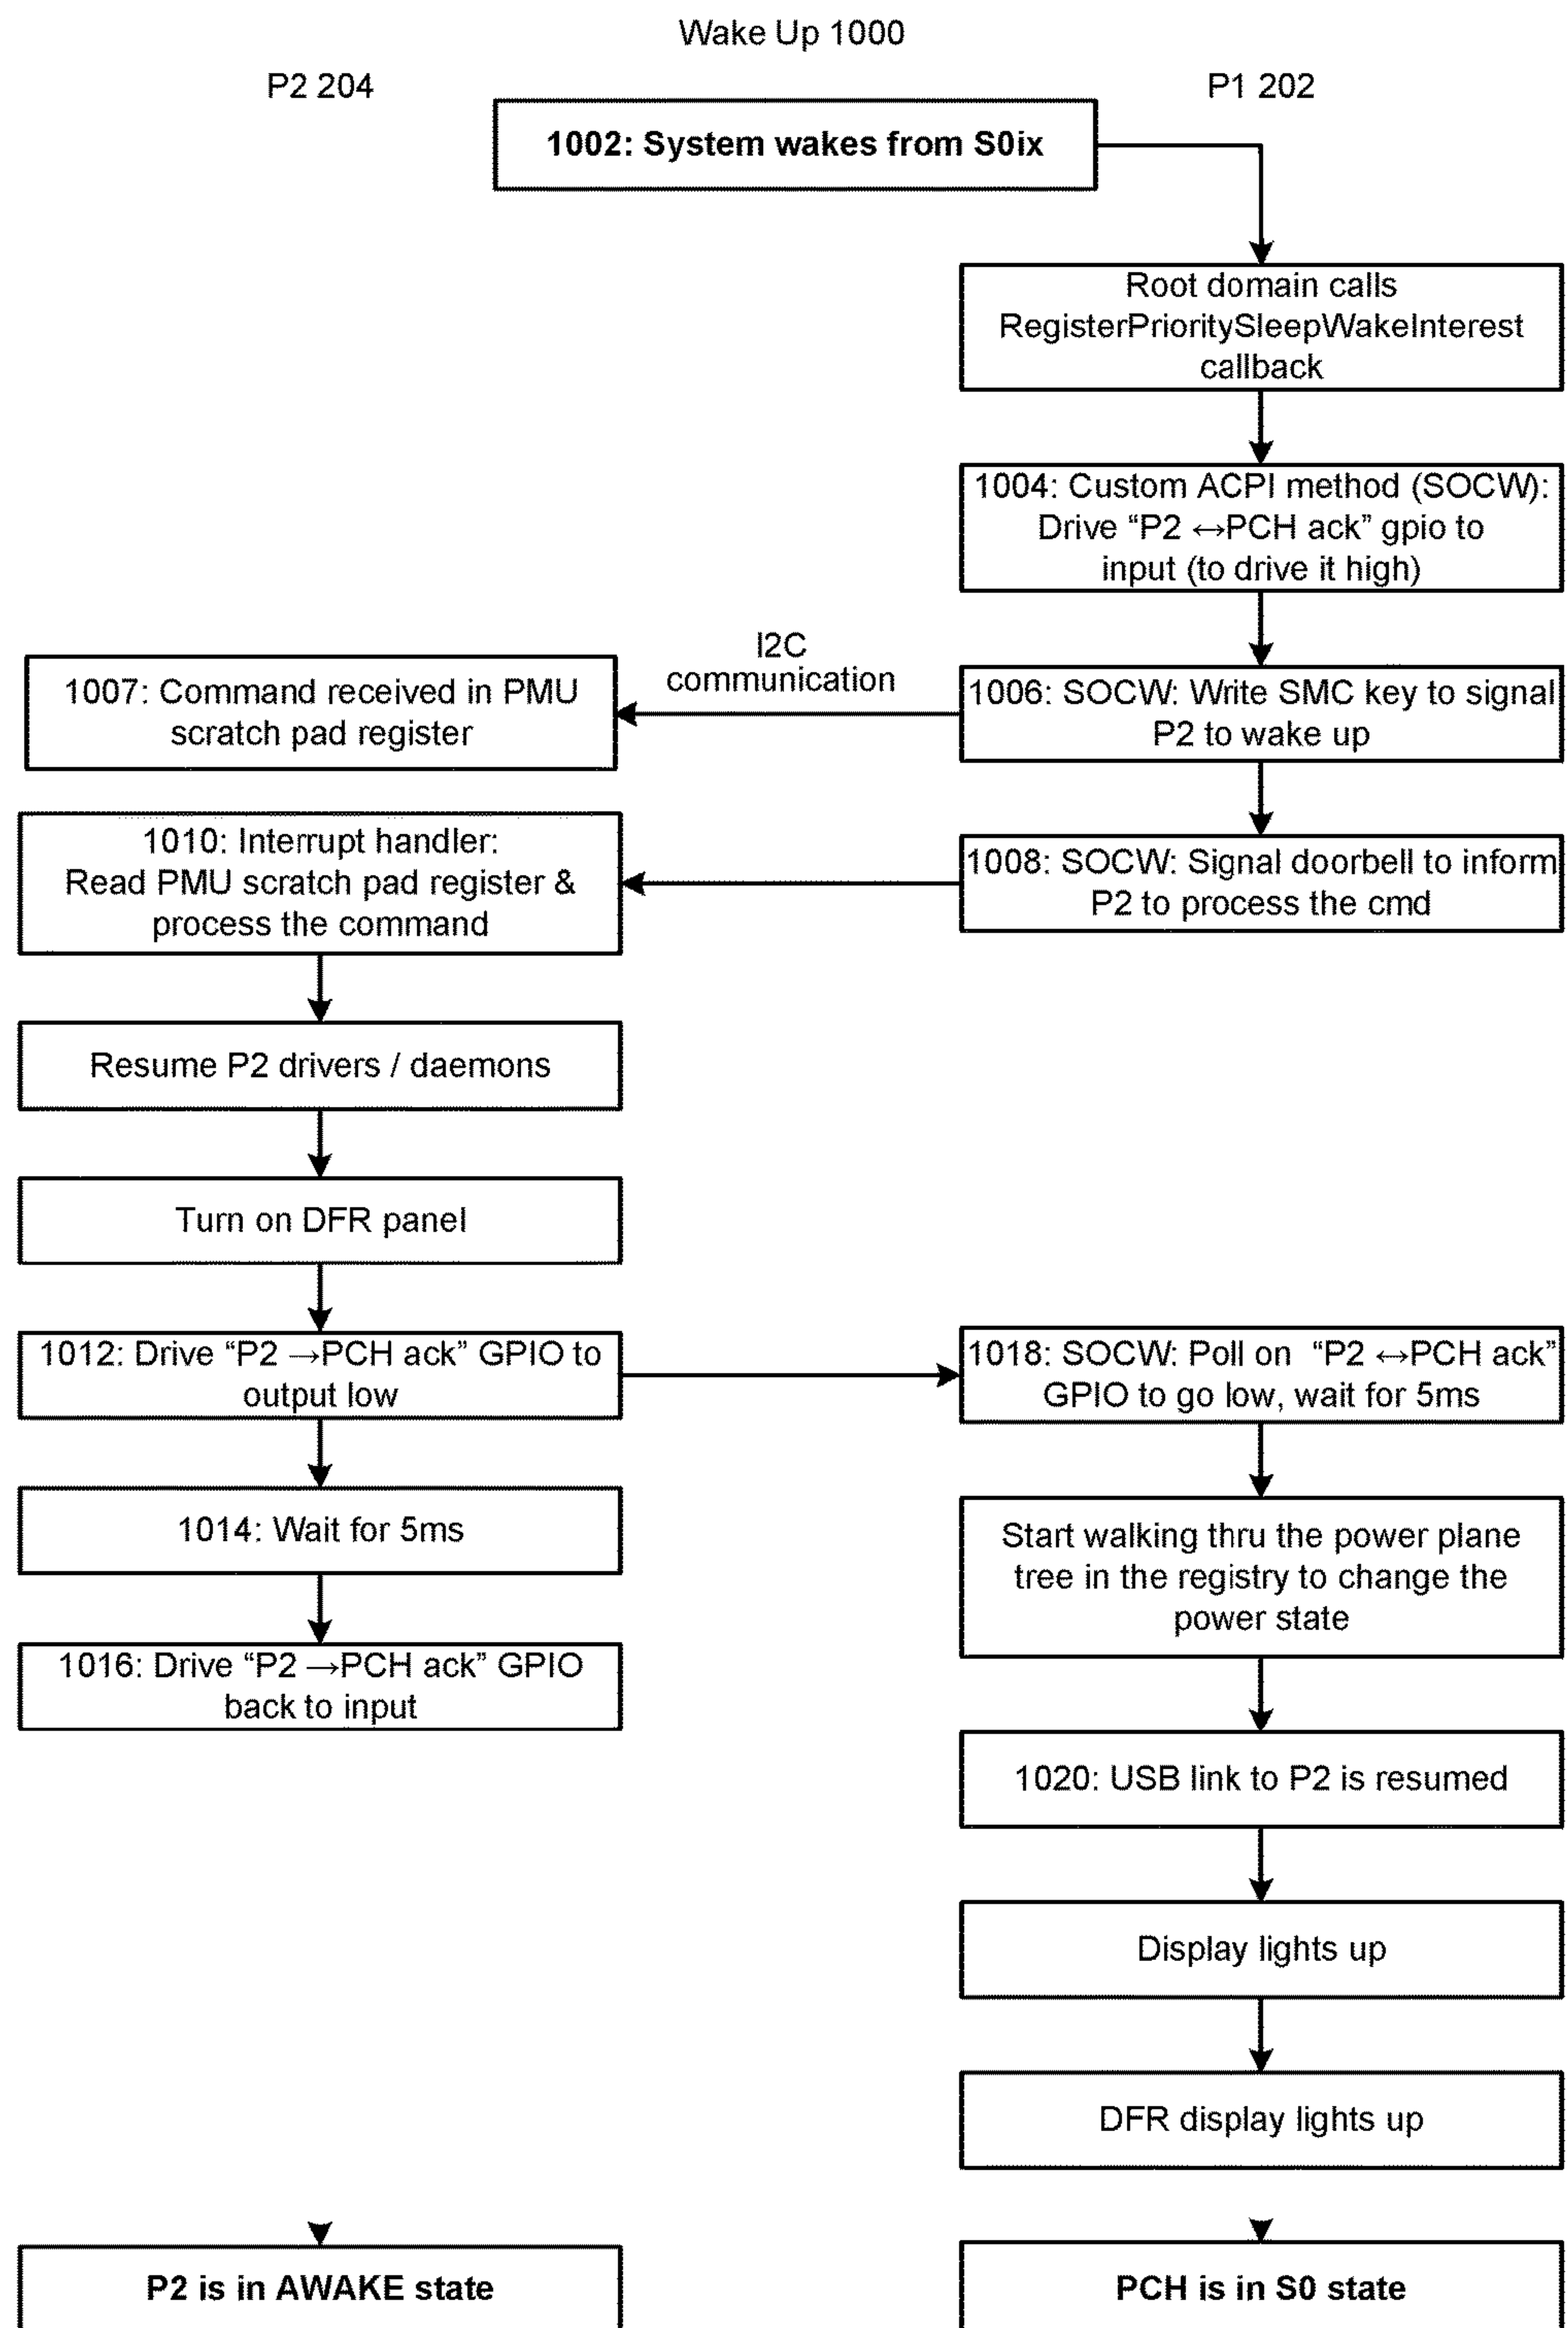 Wake Up 1000
P2 204
P1 202
1002: System wakes from S0ix
Root domain calls
RegisterPrioritySleepWakeInterest
callback
1004: Custom ACPI method (SOCW):
Drive “P2 ↔PCH ack” gpio to
input (to drive it high)
I2C
communication
1006: SOCW: Write SMC key to signal
P2 to wake up
1007: Command received in PMU
scratch pad register
1008: SOCW: Signal doorbell to inform
P2 to process the cmd
1010: Interrupt handler:
Read PMU scratch pad register &
process the command
Resume P2 drivers / daemons
Turn on DFR panel
1012: Drive “P2 →PCH ack” GPIO to
output low
1018: SOCW: Poll on “P2 ↔PCH ack”
GPIO to go low, wait for 5ms
1014: Wait for 5ms
Start walking thru the power plane
tree in the registry to change the
power state
1016: Drive “P2 →PCH ack” GPIO
back to input
1020: USB link to P2 is resumed
Display lights up
DFR display lights up
P2 is in AWAKE state
PCH is in S0 state